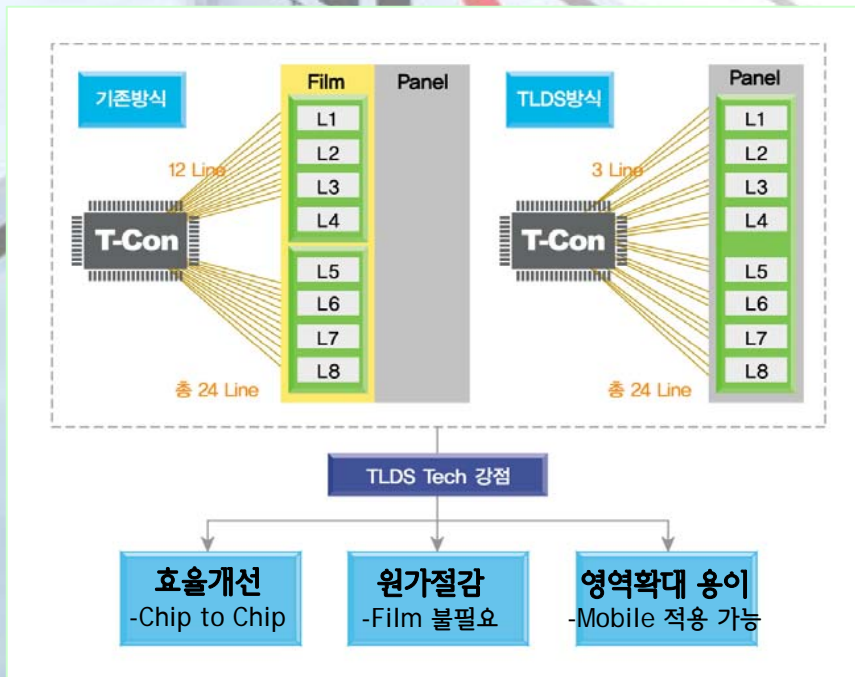 기존방식
Film
Panel
L1
L2
L3
L4
L5
L6
L7
L8
12 Line
T-Con
총 24 Line
TLDS방식
Panel
L1
L2
L3
L4
L5
L6
L7
L8
3 Line
T-Con
총 24 Line
TLDS Tech 강점
효율개선
-Chip to Chip
원가절감
-Film 불필요
영역확대 용이
-Mobile 적용 가능